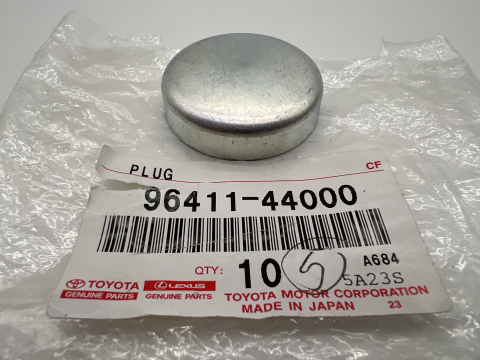 PLUG CF
96411-44000
QTY: 10 5 A684
5A23S
TOYOTA LEXUS
GENUINE PARTS GENUINE PARTS
TOYOTA MOTOR CORPORATION
MADE IN JAPAN 23